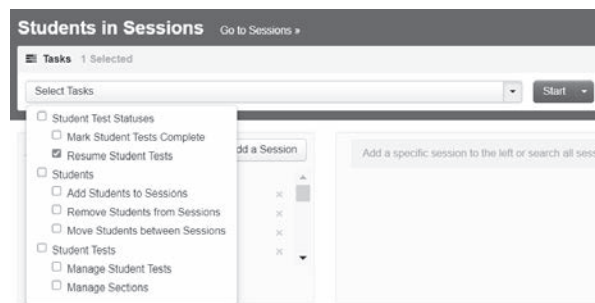 Students in Sessions Go to Sessions »
Tasks 1 Selected
Select Tasks
Start
Student Test Statuses
Mark Student Tests Complete
Resume Student Tests
Students
Add Students to Sessions
Remove Students from Sessions
Move Students between Sessions
Student Tests
Manage Student Tests
Manage Sections
dd a Session
Add a specific session to the left or search all sess